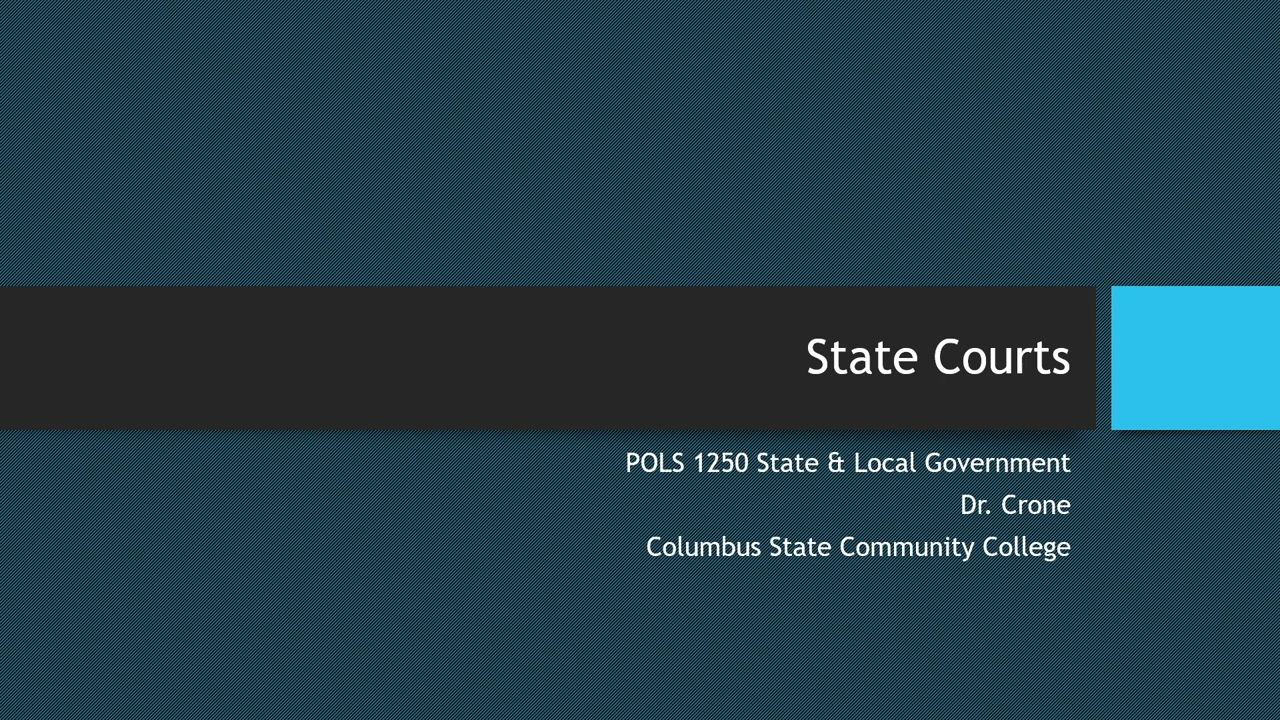 State Courts
POLS 1250 State & Local Government
Dr. Crone
Columbus State Community College